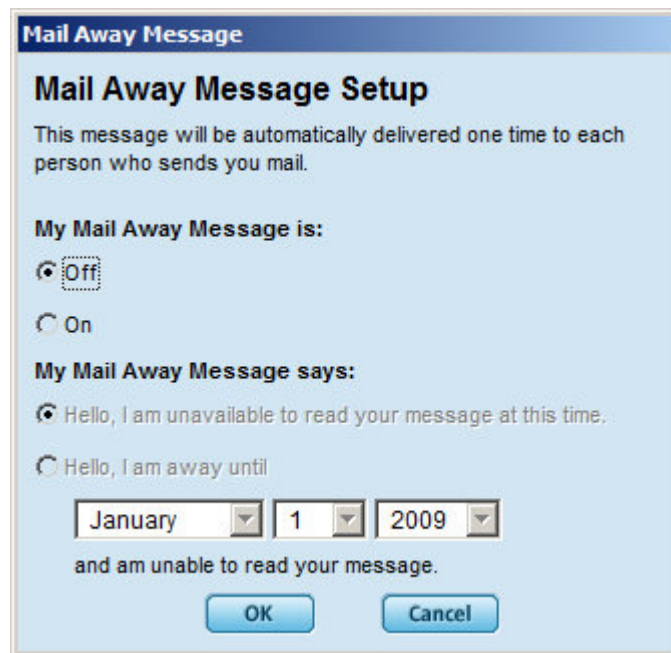 Mail Away Message
Mail Away Message Setup
This message will be automatically delivered one time to each
person who sends you mail.
My Mail Away Message is:
Off
On
My Mail Away Message says:
Hello, I am unavailable to read your message at this time.
Hello, I am away until
January 1 2009
and am unable to read your message.
OK Cancel